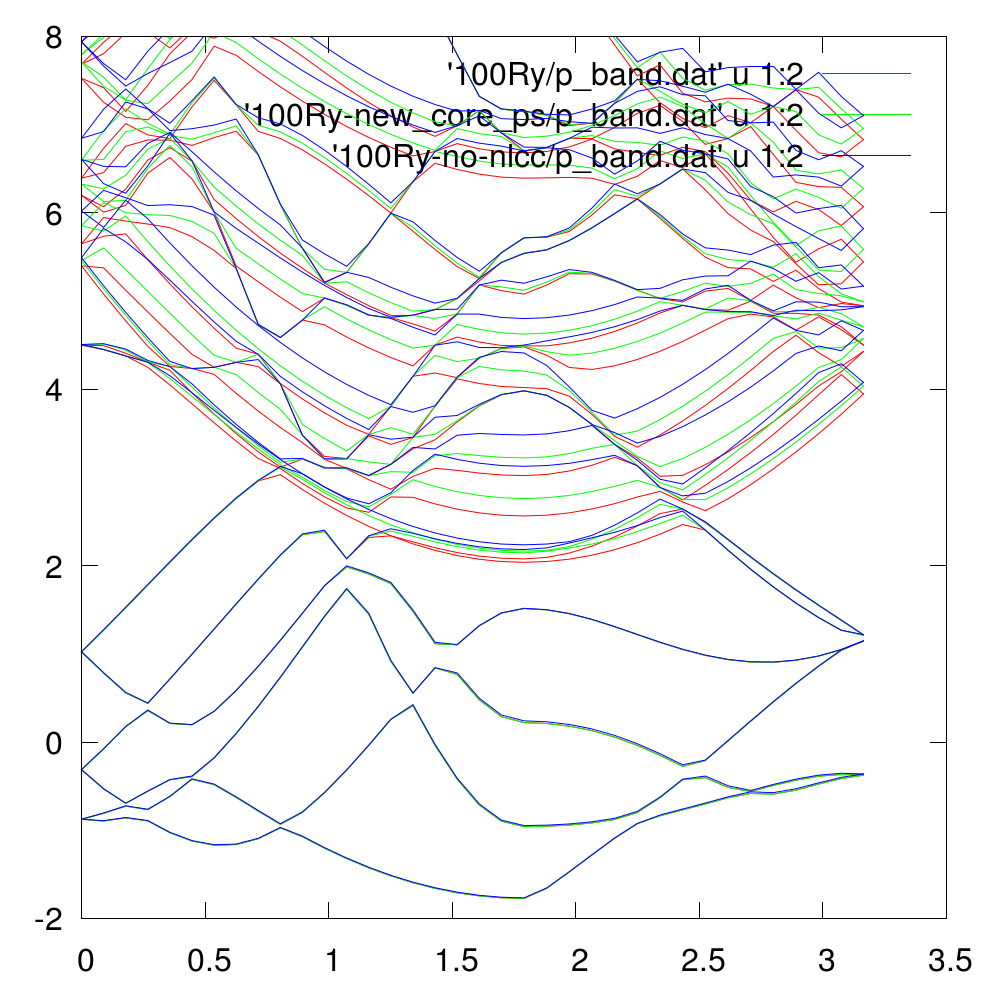 8
'100Ry/p_band.dat' u 1:2
'100Ry-new_core_ps/p_band.dat' u 1:2
'100Ry-no-nlcc/p_band.dat' u 1:2
6
4
2
0
-2
0 0.5 1 1.5 2 2.5 3 3.5